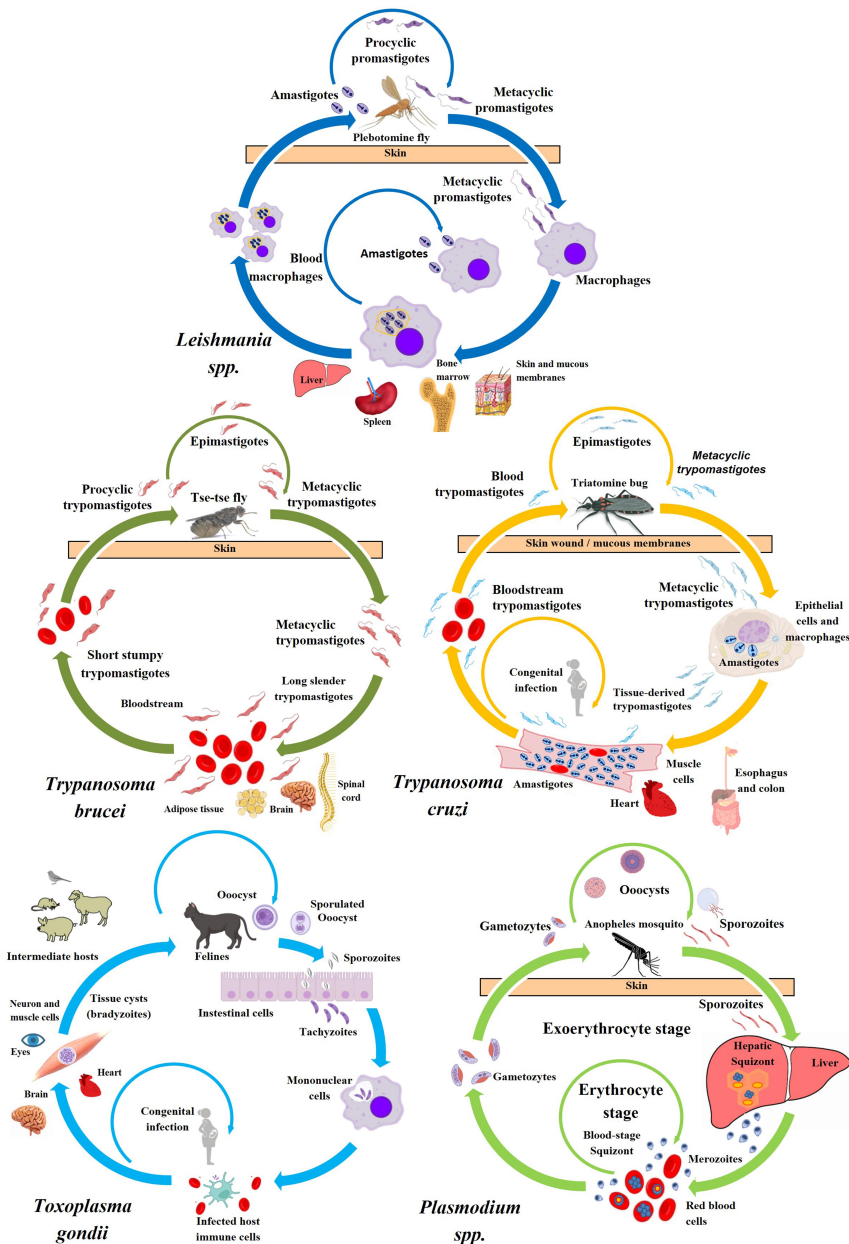 Procyclic
promastigotes
Amastigotes
Metacyclic
promastigotes
Plebotomine fly
Skin
Metacyclic
promastigotes
Blood
macrophages
Amastigotes
Macrophages
Leishmania
spp.
Liver
Spleen
Bone
marrow
Skin and mucous
membranes
Epimastigotes
Procyclic
trypomastigotes
Tse-tse fly
Metacyclic
trypomastigotes
Skin
Metacyclic
trypomastigotes
Short stumpy
trypomastigotes
Long slender
trypomastigotes
Bloodstream
Trypanosoma
brucei
Adipose tissue
Brain
Spinal
cord
Epimastigotes
Metacyclic
trypomastigotes
Blood
trypomastigotes
Triatomine bug
Skin wound / mucous membranes
Bloodstream
trypomastigotes
Metacyclic
trypomastigotes
Epithelial
cells and
macrophages
Amastigotes
Congenital
infection
Tissue-derived
trypomastigotes
Trypanosoma
cruzi
Amastigotes
Muscle
cells
Heart
Esophagus
and colon
Ooocyst
Sporulated
Ooocyst
Intermediate hosts
Felines
Sporozoites
Instestinal cells
Tachyzoites
Neuron and
muscle cells
Tissue cysts
(bradyzoites)
Eyes
Heart
Brain
Mononuclear
cells
Congenital
infection
Toxoplasma
gondii
Infected host
immune cells
Ooocysts
Gametozytes
Anopheles mosquito
Sporozoites
Skin
Sporozoites
Exoerythrocyte stage
Hepatic
Squizont
Liver
Gametozytes
Erythrocyte
stage
Blood-stage
Squizont
Merozoites
Red blood
cells
Plasmodium
spp.